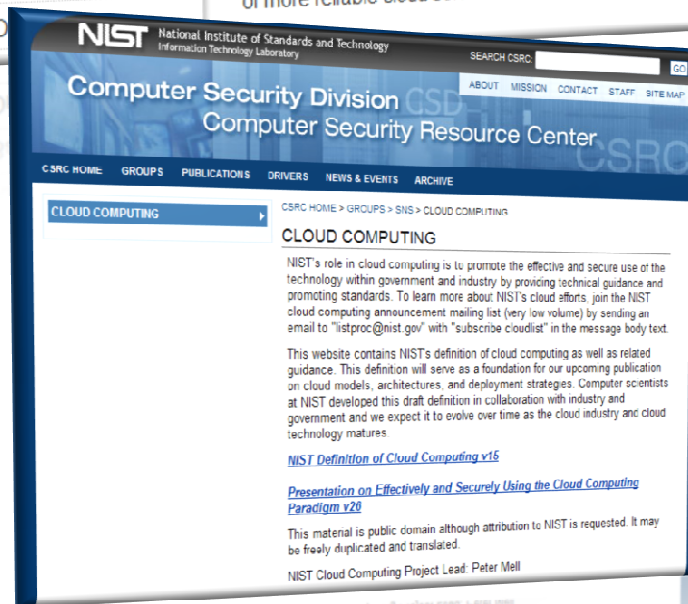 of more reliable cloud
NIST National Institute of Standards and Technology
Information Technology Laboratory
SEARCH CSRC: GO
ABOUT MISSION CONTACT STAFF SITE MAP
Computer Security Division CSD
Computer Security Resource Center CSRC
CSRC HOME GROUPS PUBLICATIONS DRIVERS NEWS & EVENTS ARCHIVE
CLOUD COMPUTING
CSRC HOME > GROUPS > SNS > CLOUD COMPUTING
CLOUD COMPUTING
NIST's role in cloud computing is to promote the effective and secure use of the
technology within government and industry by providing technical guidance and
promoting standards. To learn more about NIST's cloud efforts, join the NIST
cloud computing announcement mailing list (very low volume) by sending an
email to "listproc@nist.gov" with "subscribe cloudlist" in the message body text.
This website contains NIST's definition of cloud computing as well as related
guidance. This definition will serve as a foundation for our upcoming publication
on cloud models, architectures, and deployment strategies. Computer scientists
at NIST developed this draft definition in collaboration with industry and
government and we expect it to evolve over time as the cloud industry and cloud
technology matures.
NIST Definition of Cloud Computing v15
Presentation on Effectively and Securely Using the Cloud Computing
Paradigm v26
This material is public domain although attribution to NIST is requested. It may
be freely duplicated and translated.
NIST Cloud Computing Project Lead: Peter Mell